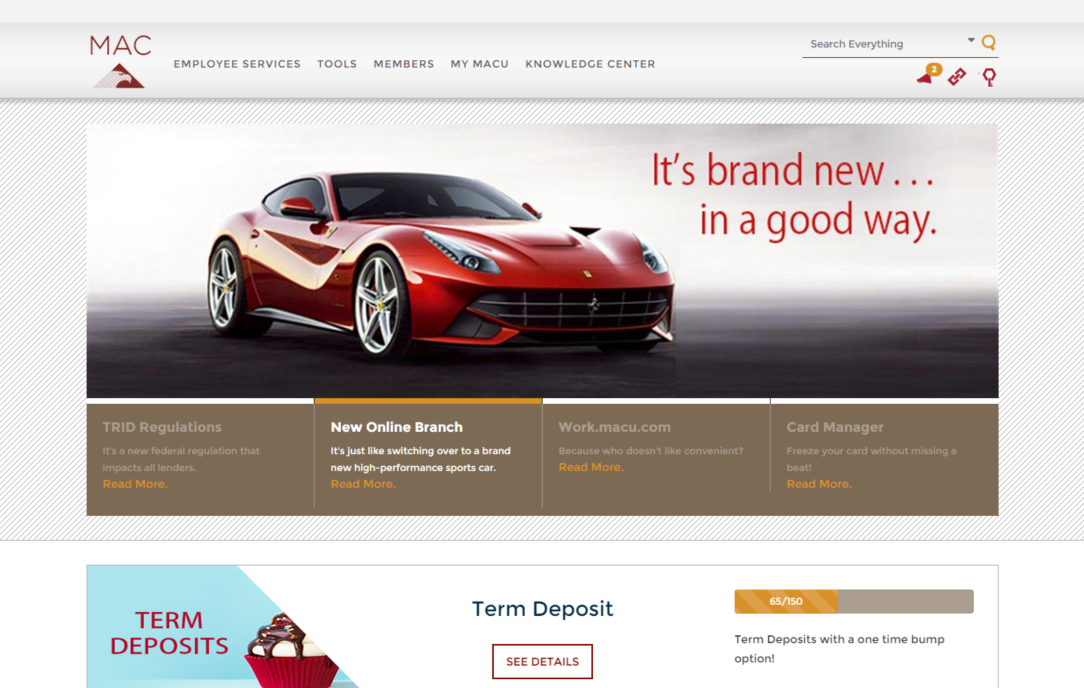 MAC
EMPLOYEE SERVICES TOOLS MEMBERS MY MACU KNOWLEDGE CENTER
Search Everything
2
It's brand new . . .
in a good way.
TRID Regulations
It's a new federal regulation that
impacts all lenders.
Read More.
New Online Branch
It's just like switching over to a brand
new high-performance sports car.
Read More.
Work.macu.com
Because who doesn't like convenient?
Read More.
Card Manager
Freeze your card without missing a
beat!
Read More.
TERM
DEPOSITS
Term Deposit
SEE DETAILS
65/150
Term Deposits with a one time bump
option!